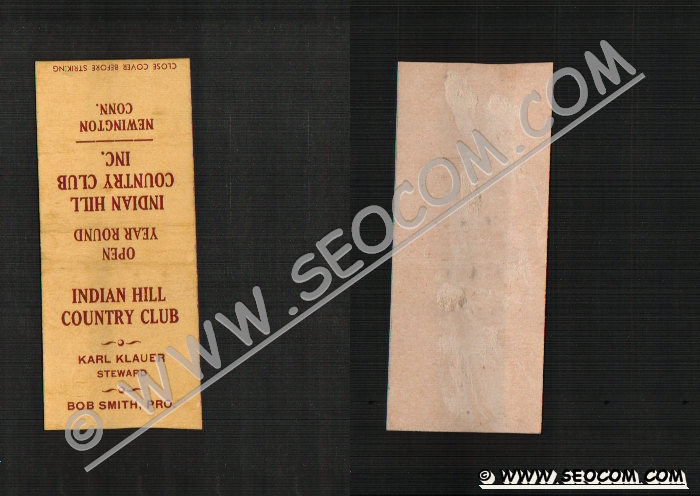 CLOSE COVER BEFORE STRIKING
OPEN
YEAR ROUND
INDIAN HILL
COUNTRY CLUB
INC.
NEWINGTON
CONN.
INDIAN HILL
COUNTRY CLUB
KARL KLAUER
STEWARD
BOB SMITH, PRO
© WWW.SEOCOM.COM
© WWW.SEOCOM.COM